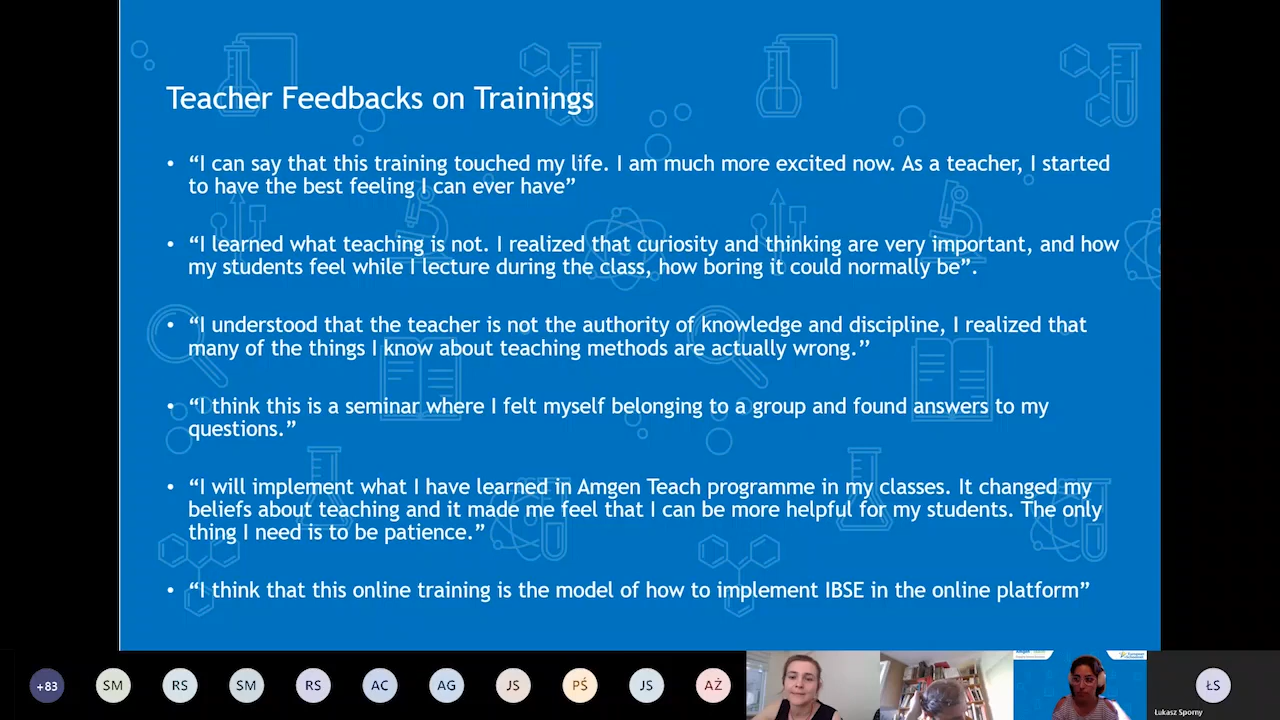 Teacher Feedbacks on Trainings
• “I can say that this training touched my life. I am much more excited now. As a teacher, I started
to have the best feeling I can ever have”
• “I learned what teaching is not. I realized that curiosity and thinking are very important, and how
my students feel while I lecture during the class, how boring it could normally be”.
• “I understood that the teacher is not the authority of knowledge and discipline, I realized that
many of the things I know about teaching methods are actually wrong.’’
• “I think this is a seminar where I felt myself belonging to a group and found answers to my
questions.”
• “I will implement what I have learned in Amgen Teach programme in my classes. It changed my
beliefs about teaching and it made me feel that I can be more helpful for my students. The only
thing I need is to be patience.”
• “I think that this online training is the model of how to implement IBSE in the online platform”
+83 SM RS SM RS AC AG JS PŚ JS AŻ ŁS
Łukasz Sporny